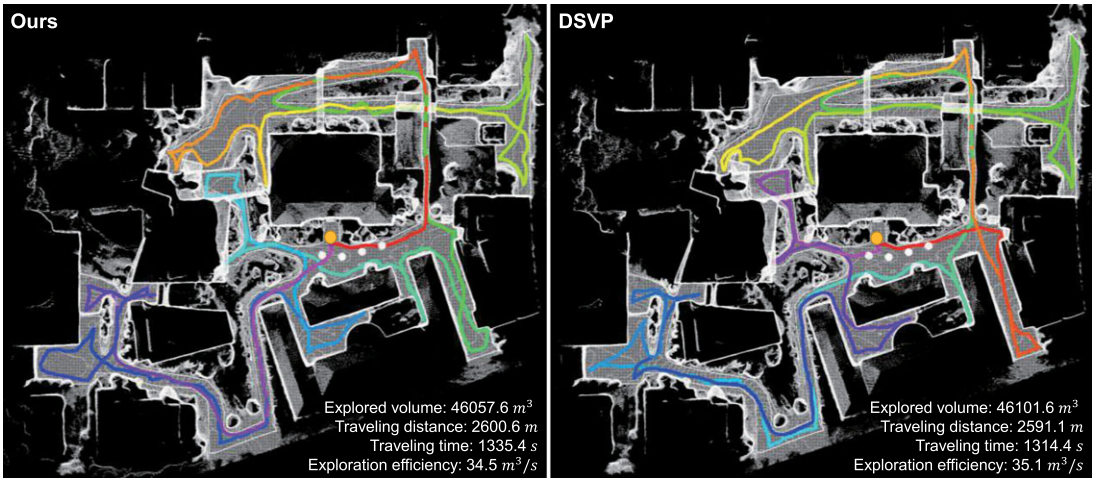 Ours
Explored volume: 46057.6 m³
Traveling distance: 2600.6 m
Traveling time: 1335.4 s
Exploration efficiency: 34.5 m³/s
DSVP
Explored volume: 46101.6 m³
Traveling distance: 2591.1 m
Traveling time: 1314.4 s
Exploration efficiency: 35.1 m³/s